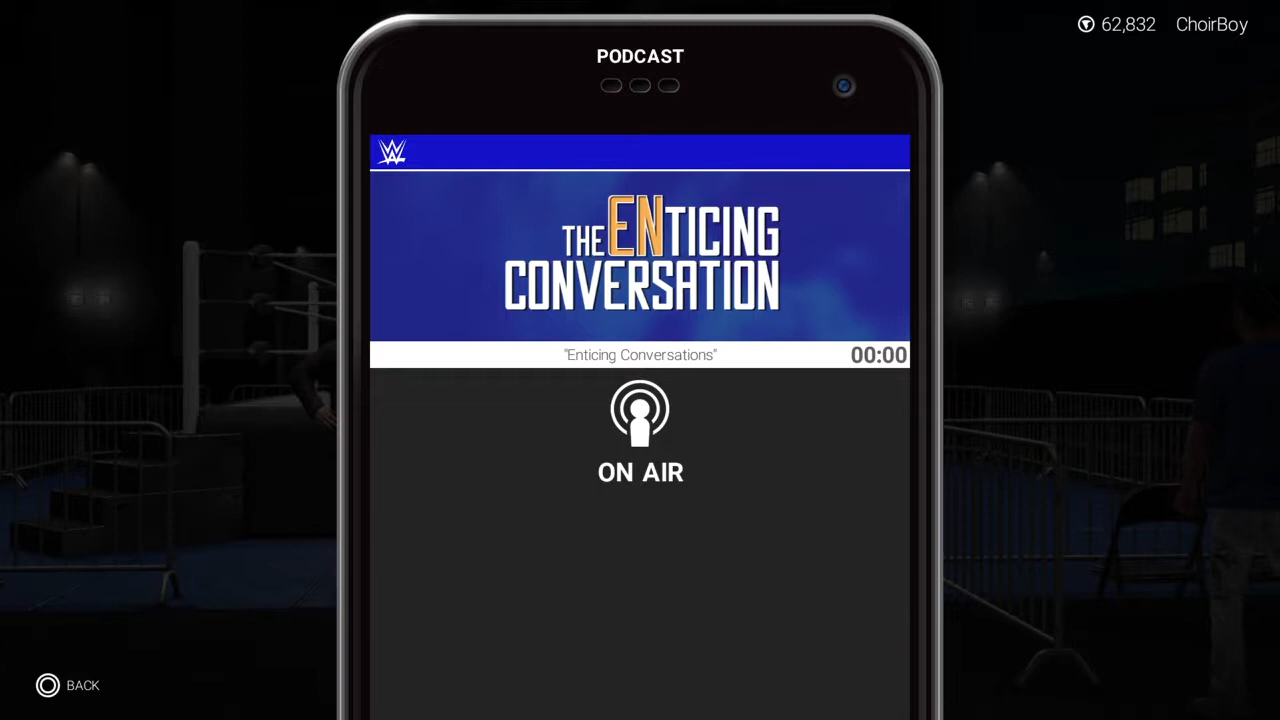 62,832 ChoirBoy
PODCAST
W
THE ENTICING
CONVERSATION
"Enticing Conversations" 00:00
ON AIR
BACK